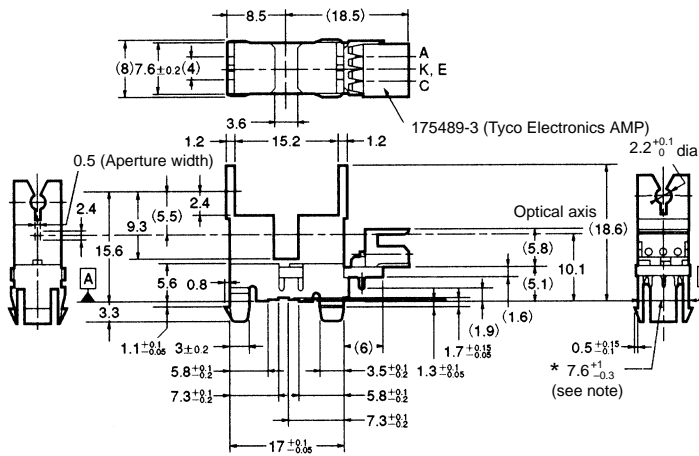 8.5 (18.5)
(8) 7.6±0.2 (4)
A
K, E
C
3.6
175489-3 (Tyco Electronics AMP)
1.2 15.2 1.2
0.5 (Aperture width)
2.2 +0.1 0 dia
2.4
9.3
(5.5)
2.4
15.6
Optical axis
(18.6)
(5.8)
10.1
A
5.6
0.8
(5.1)
3.3
(1.6)
(1.9)
1.1 +0.1 -0.05
3±0.2
(6)
1.7 +0.15 -0.05
0.5 +0.15 -0.1
5.8 +0.1 -0.2
3.5 +0.1 -0.2
1.3 +0.1 -0.05
* 7.6 +1 -0.3
(see note)
7.3 +0.1 -0.2
5.8 +0.1 -0.2
7.3 +0.1 -0.2
17 +0.1 -0.05